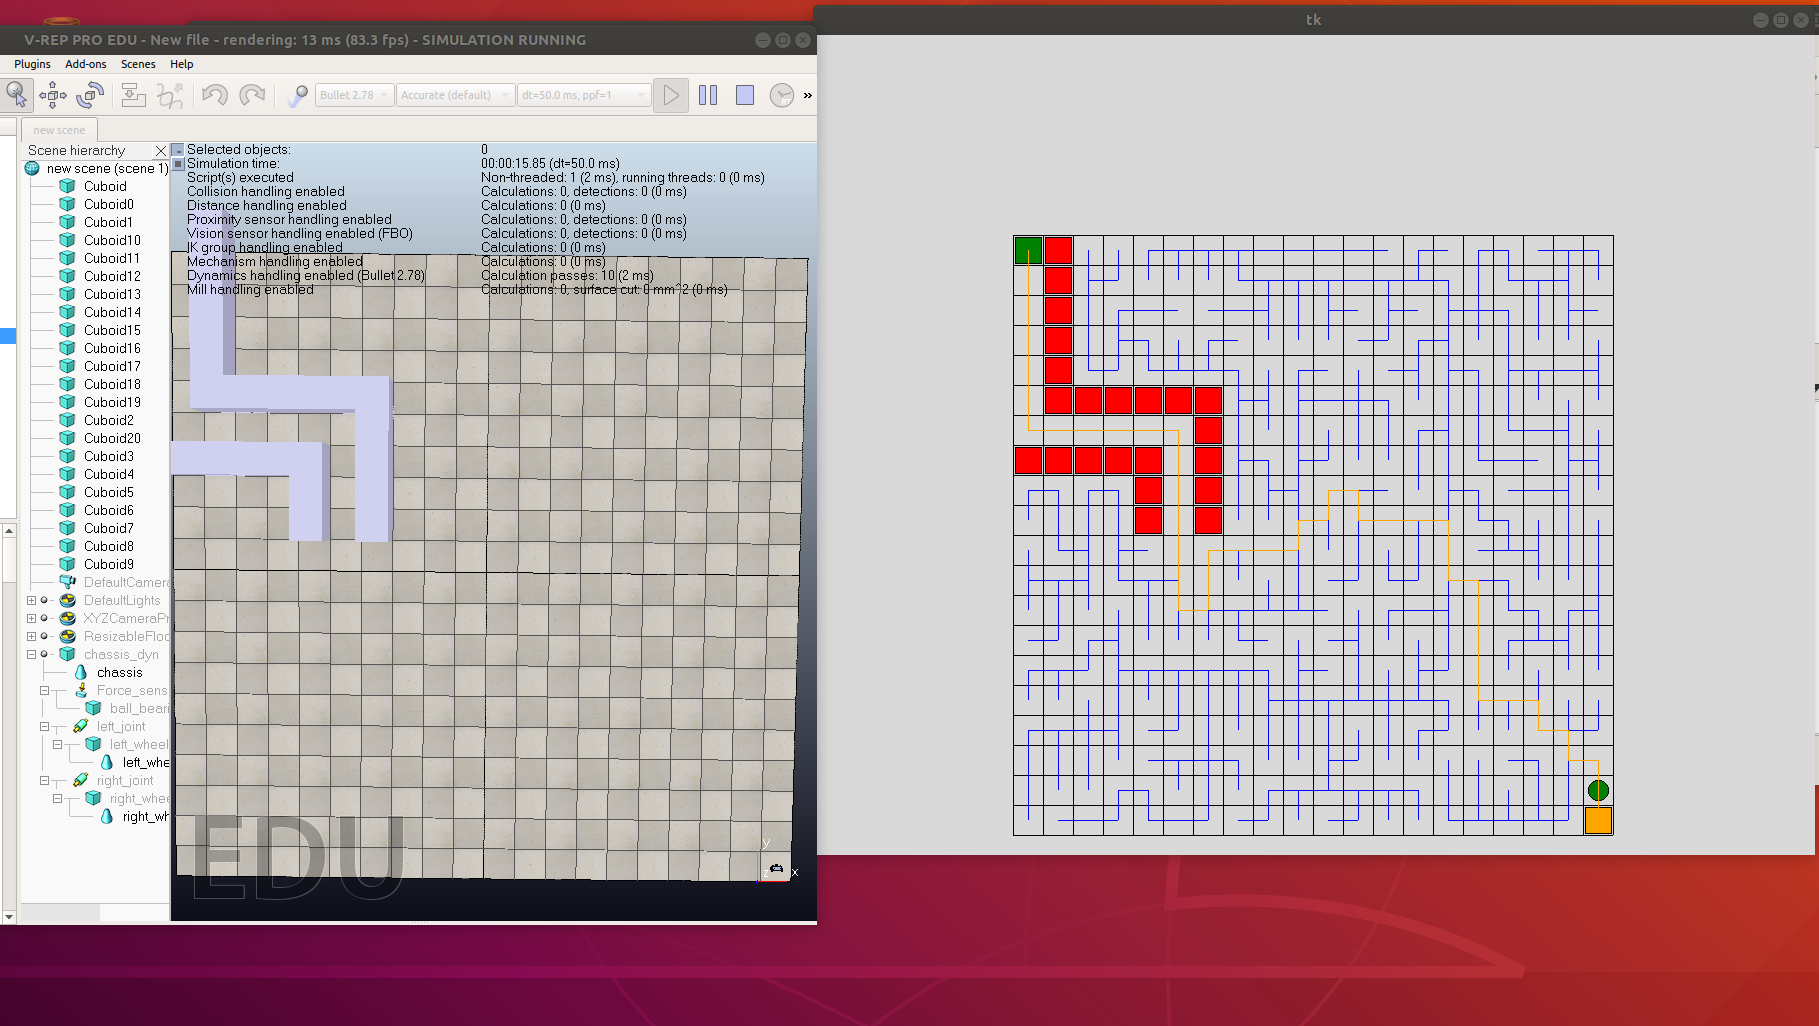 V-REP PRO EDU - New file - rendering: 13 ms (83.3 fps) - SIMULATION RUNNING
tk
Plugins Add-ons Scenes Help
Bullet 2.78 Accurate (default) dt=50.0 ms, ppf=1 »
new scene
Scene hierarchy
new scene (scene 1)
Cuboid
Cuboid0
Cuboid1
Cuboid10
Cuboid11
Cuboid12
Cuboid13
Cuboid14
Cuboid15
Cuboid16
Cuboid17
Cuboid18
Cuboid19
Cuboid2
Cuboid20
Cuboid3
Cuboid4
Cuboid5
Cuboid6
Cuboid7
Cuboid8
Cuboid9
DefaultCamera
DefaultLights
XYZCameraPr
ResizableFloo
chassis_dyn
chassis
Force_sens
ball_beari
left_joint
left_wheel
left_whe
right_joint
right_whee
right_wh
Selected objects: 0
Simulation time: 00:00:15.85 (dt=50.0 ms)
Script(s) executed Non-threaded: 1 (2 ms), running threads: 0 (0 ms)
Collision handling enabled Calculations: 0, detections: 0 (0 ms)
Distance handling enabled Calculations: 0 (0 ms)
Proximity sensor handling enabled Calculations: 0, detections: 0 (0 ms)
Vision sensor handling enabled (FBO) Calculations: 0, detections: 0 (0 ms)
IK group handling enabled Calculations: 0 (0 ms)
Mechanism handling enabled Calculations: 0 (0 ms)
Dynamics handling enabled (Bullet 2.78) Calculation passes: 10 (2 ms)
Mill handling enabled Calculations: 0, surface cut: 0 mm^2 (0 ms)
EDU
y
z
x